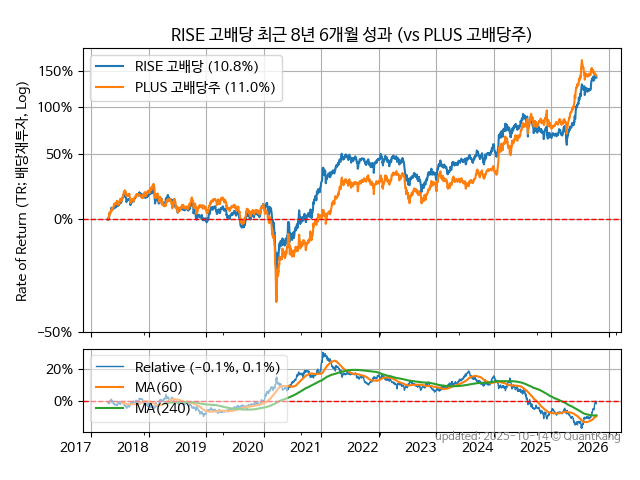 RISE 고배당 최근 8년 6개월 성과 (vs PLUS 고배당주)
Rate of Return (TR: 배당재투자, Log)
150%
100%
50%
0%
−50%
RISE 고배당 (10.8%)
PLUS 고배당주 (11.0%)
20%
0%
Relative (−0.1%, 0.1%)
MA(60)
MA(240)
2017 2018 2019 2020 2021 2022 2023 2024 2025 2026
updated: 2025-10-14 © QuantKang